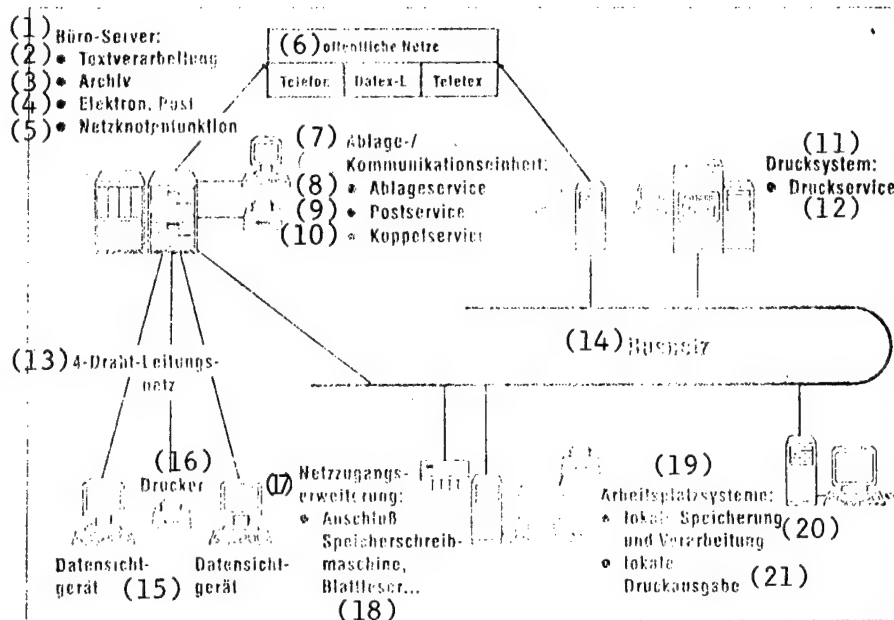 (1) Büro-Server:
(2) • Textverarbeitung
(3) • Archiv
(4) • Elektron. Post
(5) • Netzknotenfunktion
(6) öffentliche Netze
Telefon Datex-L Teletex
(7) Ablage-/
Kommunikationseinheit:
(8) • Ablageservice
(9) • Postservice
(10) • Koppelservice
(11)
Drucksystem:
• Druckservice
(12)
(13) 4-Draht-Leitungs-
netz
(14) Busnetz
(15)
Datensicht-
gerät
Datensicht-
gerät
(16)
Drucker
(17) Netzzugangs-
erweiterung:
• Anschluß
Speicherschreib-
maschine,
Blattleser...
(18)
(19)
Arbeitsplatzsysteme:
• lokale Speicherung
und Verarbeitung (20)
• lokale
Druckausgabe (21)